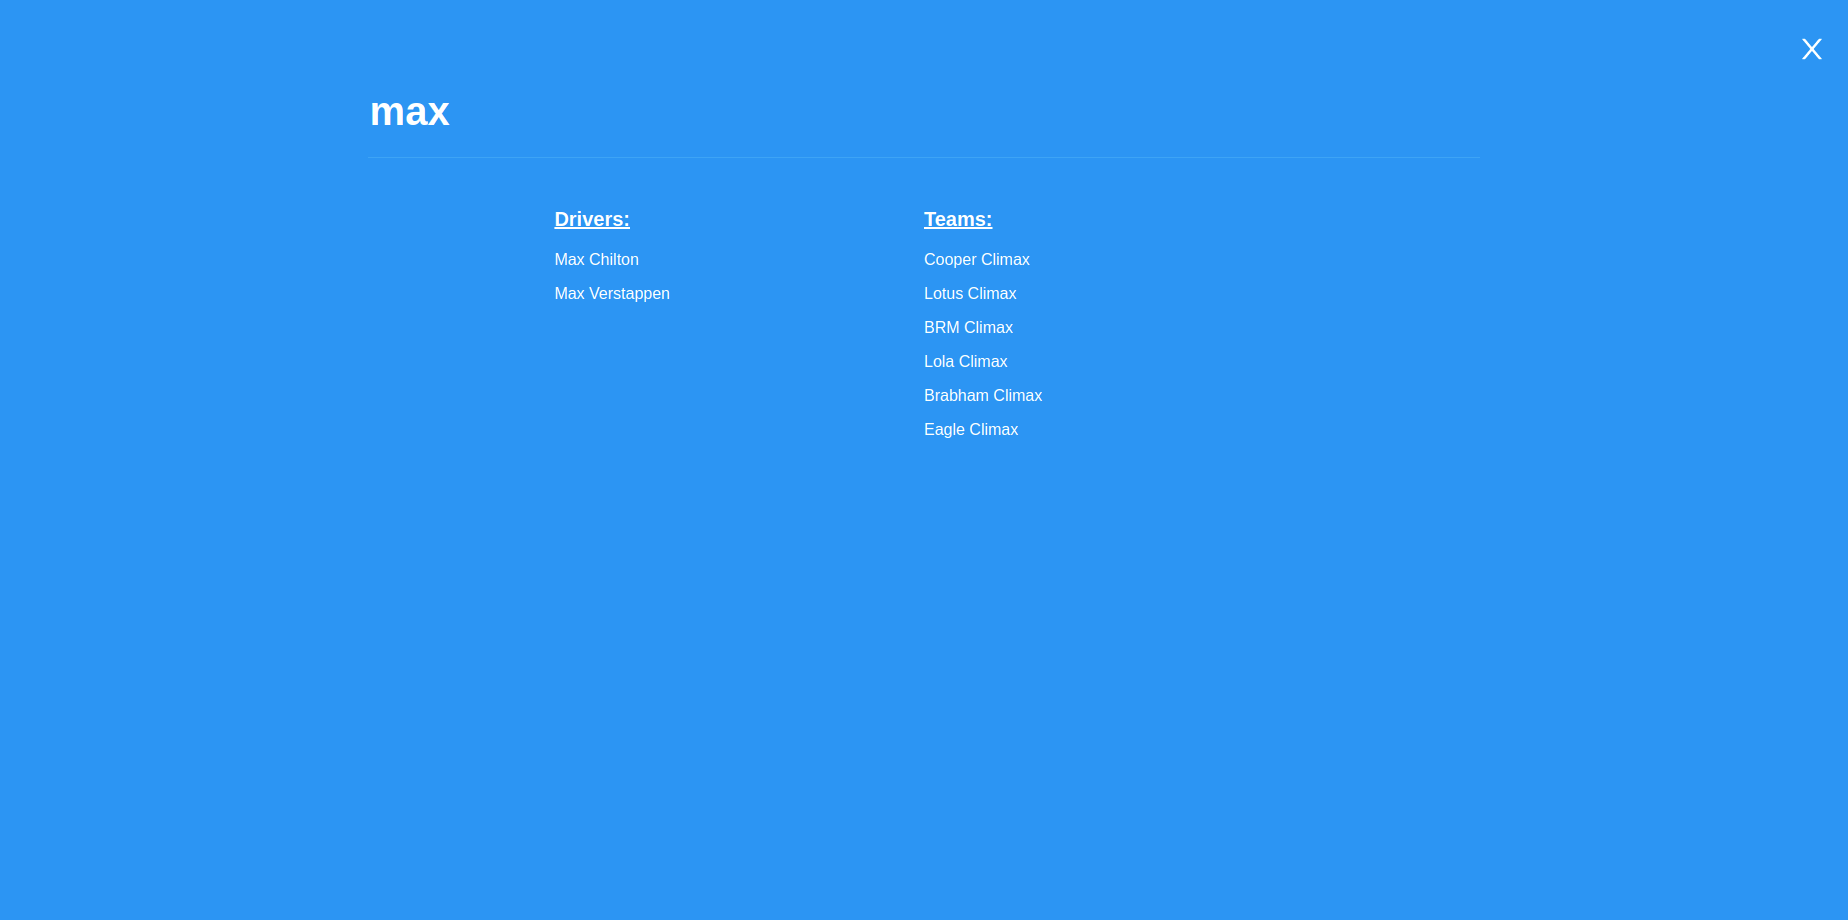 X
max
Drivers:
Max Chilton
Max Verstappen
Teams:
Cooper Climax
Lotus Climax
BRM Climax
Lola Climax
Brabham Climax
Eagle Climax